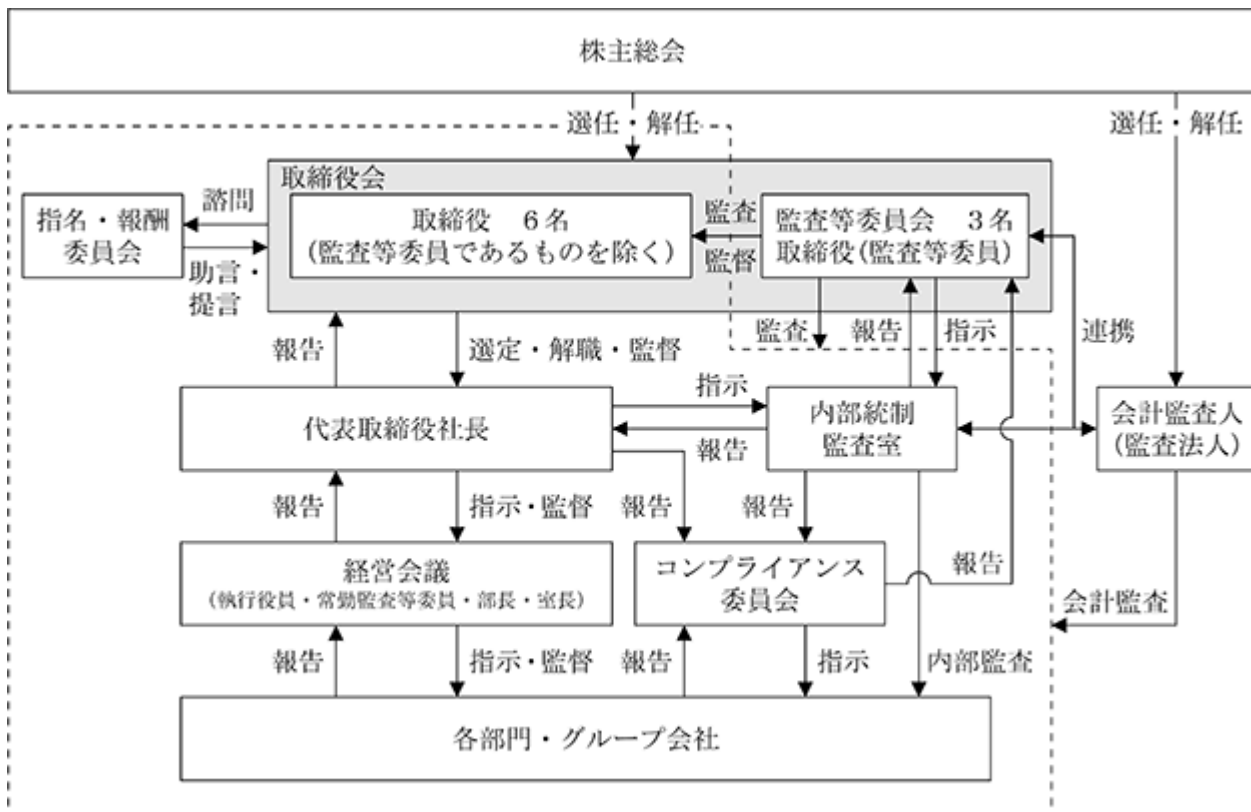 株主総会
選任・解任
選任・解任
取締役会
指名・報酬
委員会
諮問
助言・
提言
取締役　6名
(監査等委員であるものを除く)
監査
監督
監査等委員会　3名
取締役(監査等委員)
報告
選定・解職・監督
監査
報告
指示
連携
代表取締役社長
指示
報告
内部統制
監査室
会計監査人
(監査法人)
報告
指示・監督
報告
報告
経営会議
(執行役員・常勤監査等委員・部長・室長)
コンプライアンス
委員会
報告
会計監査
報告
指示・監督
報告
指示
内部監査
各部門・グループ会社